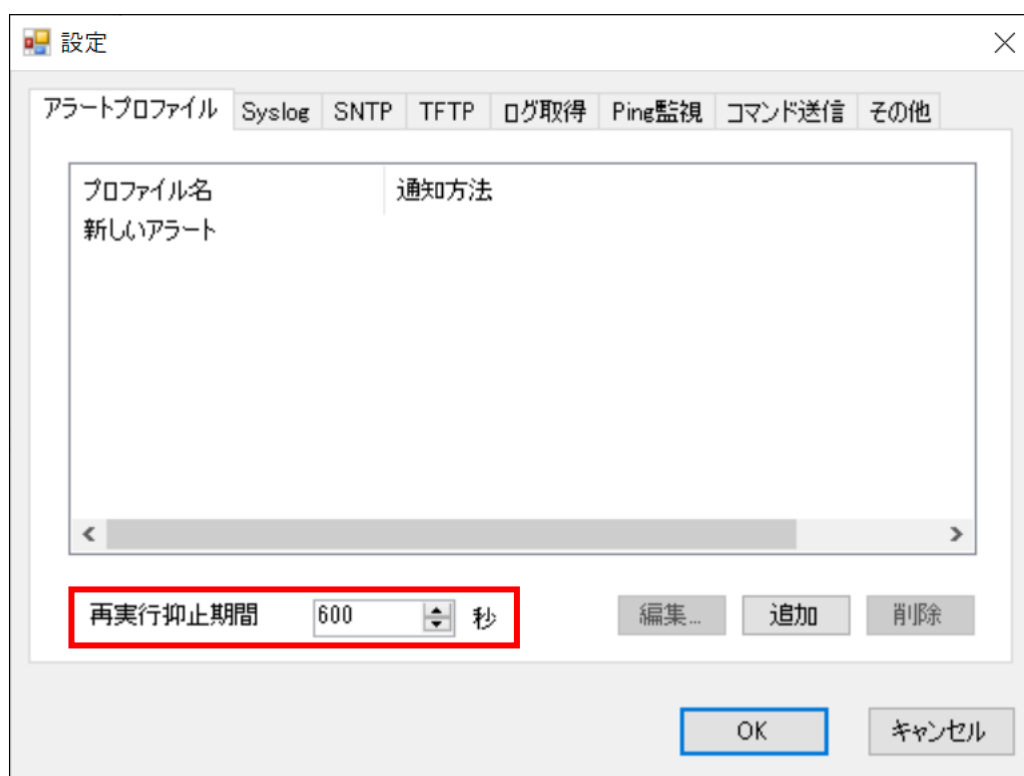 設定
アラートプロファイル Syslog SNTP TFTP ログ取得 Ping監視 コマンド送信 その他
プロファイル名 通知方法
新しいアラート
再実行抑止期間 600 秒 編集... 追加 削除
OK キャンセル